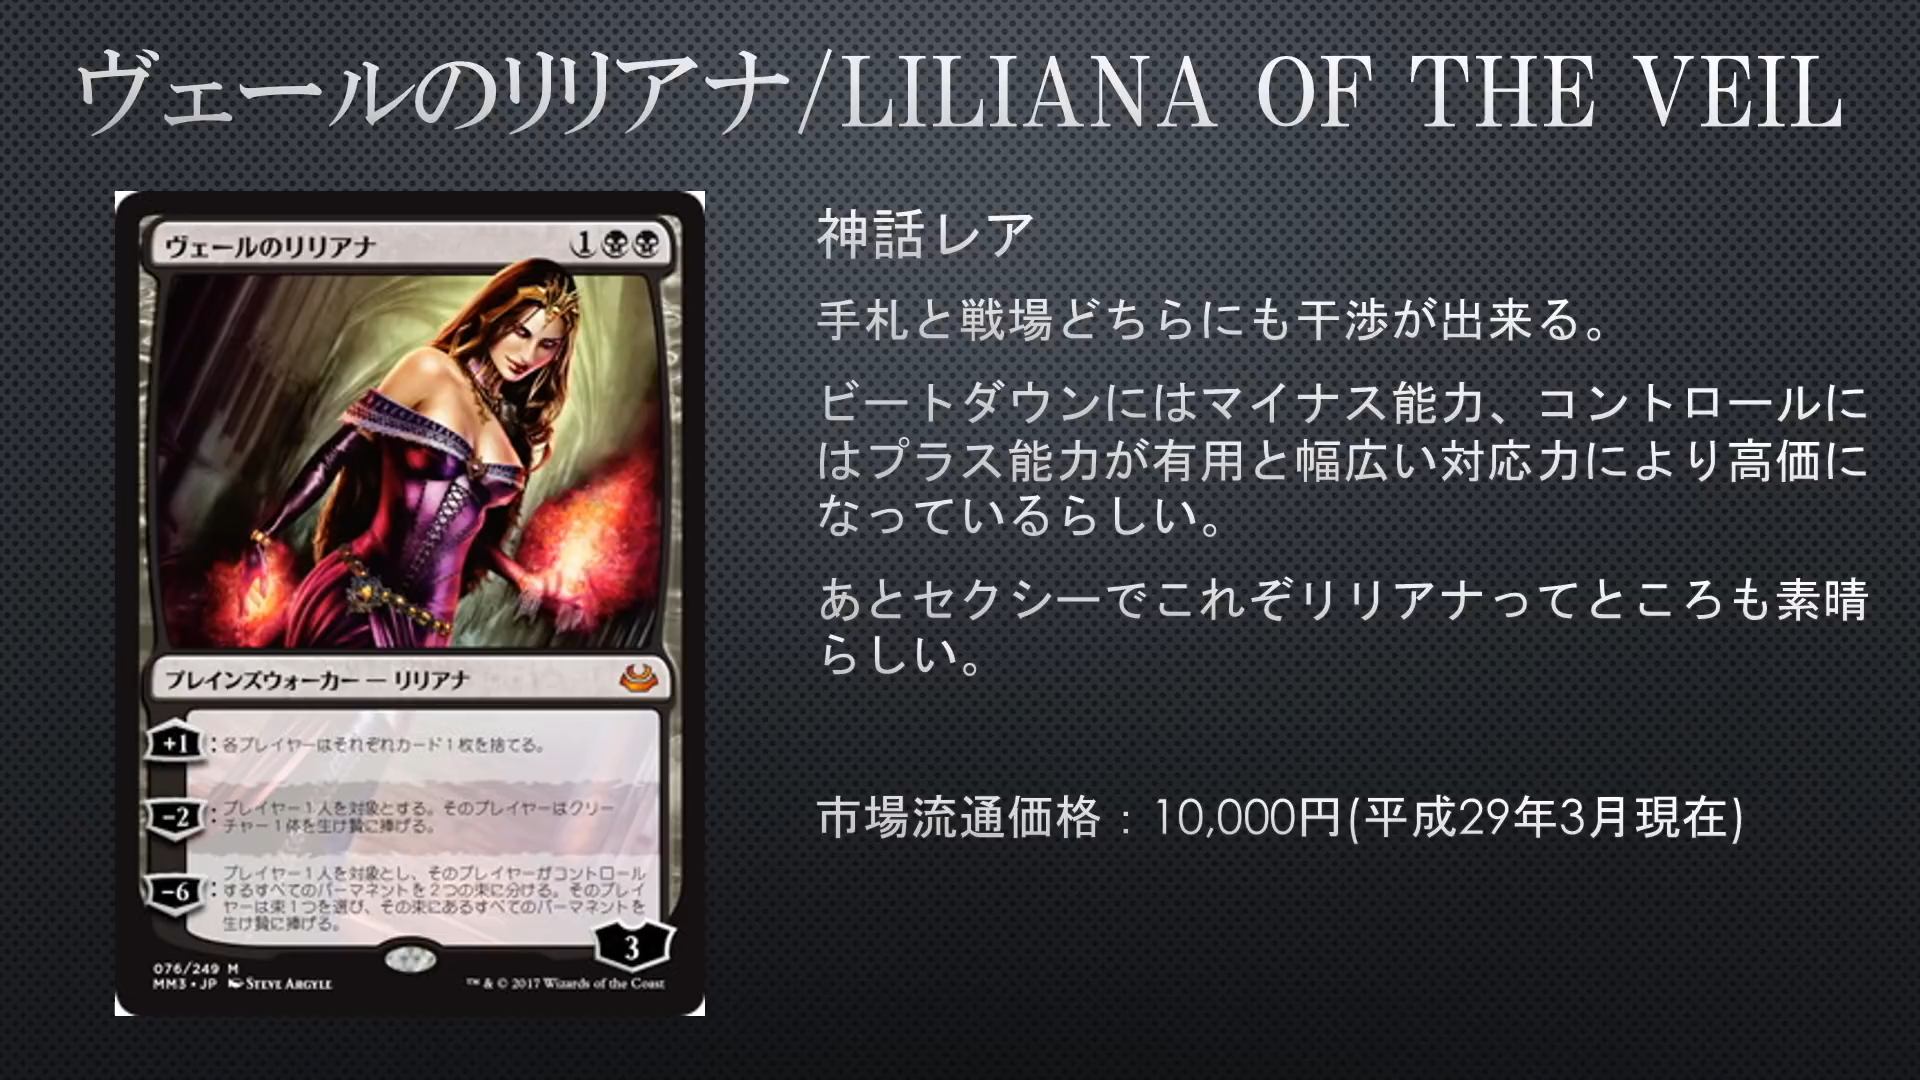 ヴェールのリリアナ/LILIANA OF THE VEIL
ヴェールのリリアナ 1
プレインズウォーカー — リリアナ
+1 : 各プレイヤーはそれぞれカード1枚を捨てる。
-2 : プレイヤー1人を対象とする。そのプレイヤーはクリー
チャー1体を生け贄に捧げる。
-6 : プレイヤー1人を対象とし、そのプレイヤーがコントロール
するすべてのパーマネントを2つの束に分ける。そのプレイ
ヤーは束1つを選び、その束にあるすべてのパーマネントを
生け贄に捧げる。
3
076/249 M
MM3 • JP STEVE ARGYLE
™ & © 2017 Wizards of the Coast
神話レア
手札と戦場どちらにも干渉が出来る。
ビートダウンにはマイナス能力、コントロールに
はプラス能力が有用と幅広い対応力により高価に
なっているらしい。
あとセクシーでこれぞリリアナってところも素晴
らしい。
市場流通価格：10,000円(平成29年3月現在)